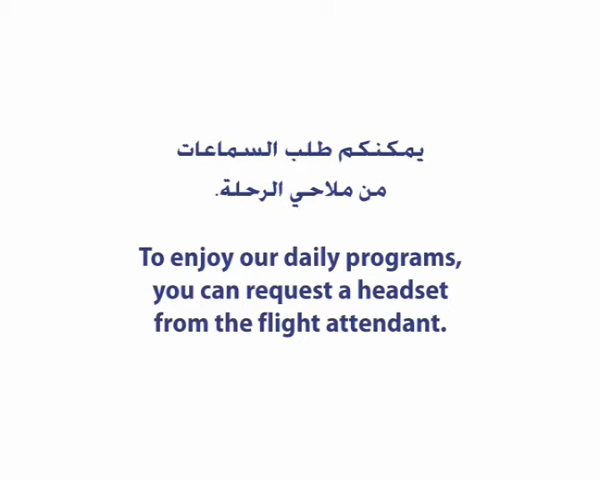 يمكنكم طلب السماعات
من ملاحي الرحلة.
To enjoy our daily programs,
you can request a headset
from the flight attendant.